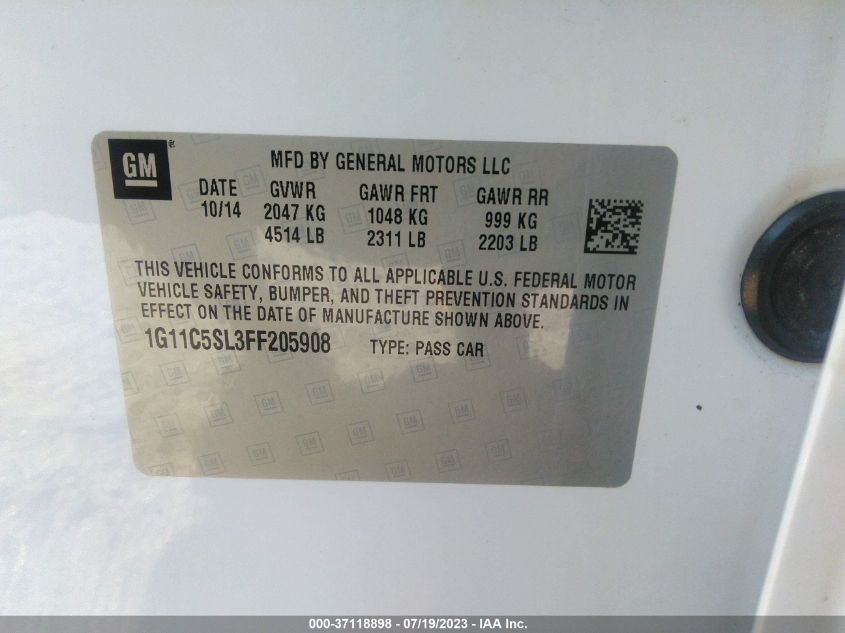 GM®
MFD BY GENERAL MOTORS LLC
DATE GVWR GAWR FRT GAWR RR
10/14 2047 KG 1048 KG 999 KG
4514 LB 2311 LB 2203 LB
THIS VEHICLE CONFORMS TO ALL APPLICABLE U.S. FEDERAL MOTOR
VEHICLE SAFETY, BUMPER, AND THEFT PREVENTION STANDARDS IN
EFFECT ON THE DATE OF MANUFACTURE SHOWN ABOVE.
1G11C5SL3FF205908 TYPE: PASS CAR
000-37118898 - 07/19/2023 - IAA Inc.